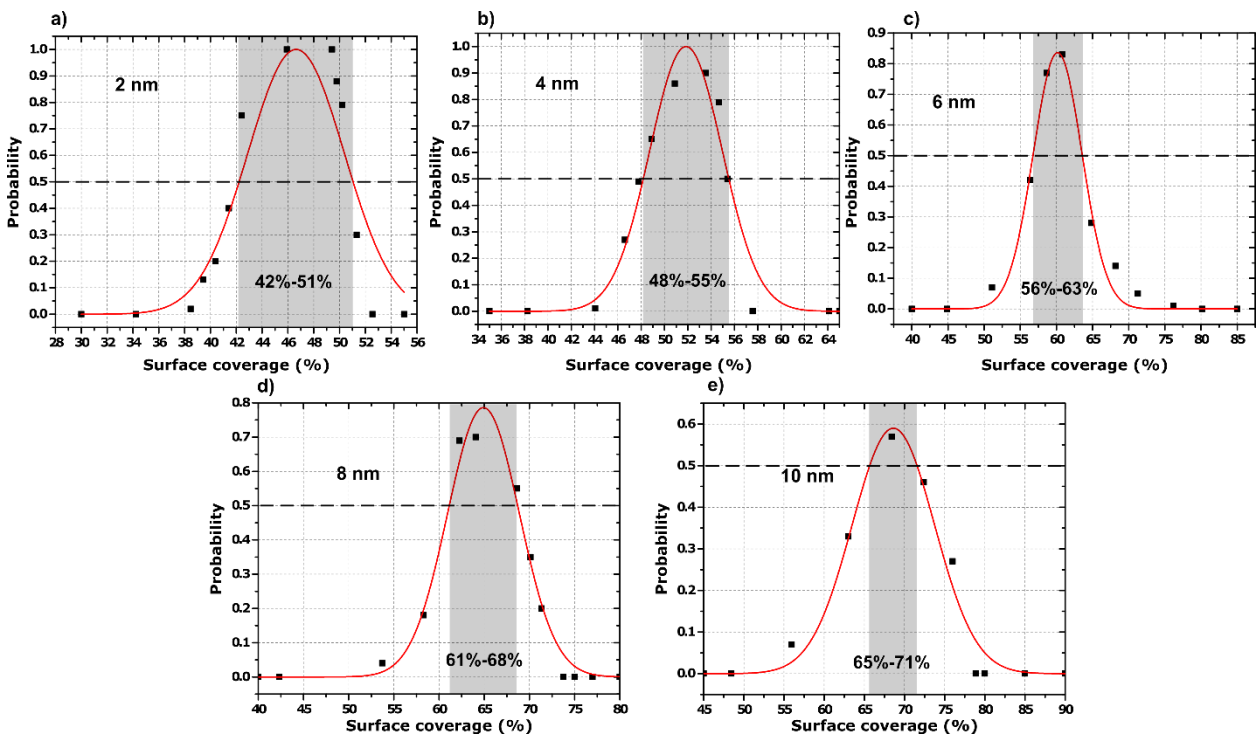 a)
1.0
0.9
0.8
0.7
0.6
0.5
0.4
0.3
0.2
0.1
0.0
Probability
2 nm
42%-51%
28 30 32 34 36 38 40 42 44 46 48 50 52 54 56
Surface coverage (%)
b)
1.0
0.9
0.8
0.7
0.6
0.5
0.4
0.3
0.2
0.1
0.0
Probability
4 nm
48%-55%
34 36 38 40 42 44 46 48 50 52 54 56 58 60 62 64
Surface coverage (%)
c)
0.9
0.8
0.7
0.6
0.5
0.4
0.3
0.2
0.1
0.0
Probability
6 nm
56%-63%
40 45 50 55 60 65 70 75 80 85
Surface coverage (%)
d)
0.8
0.7
0.6
0.5
0.4
0.3
0.2
0.1
0.0
Probability
8 nm
61%-68%
40 45 50 55 60 65 70 75 80
Surface coverage (%)
e)
0.6
0.5
0.4
0.3
0.2
0.1
0.0
Probability
10 nm
65%-71%
45 50 55 60 65 70 75 80 85 90
Surface coverage (%)